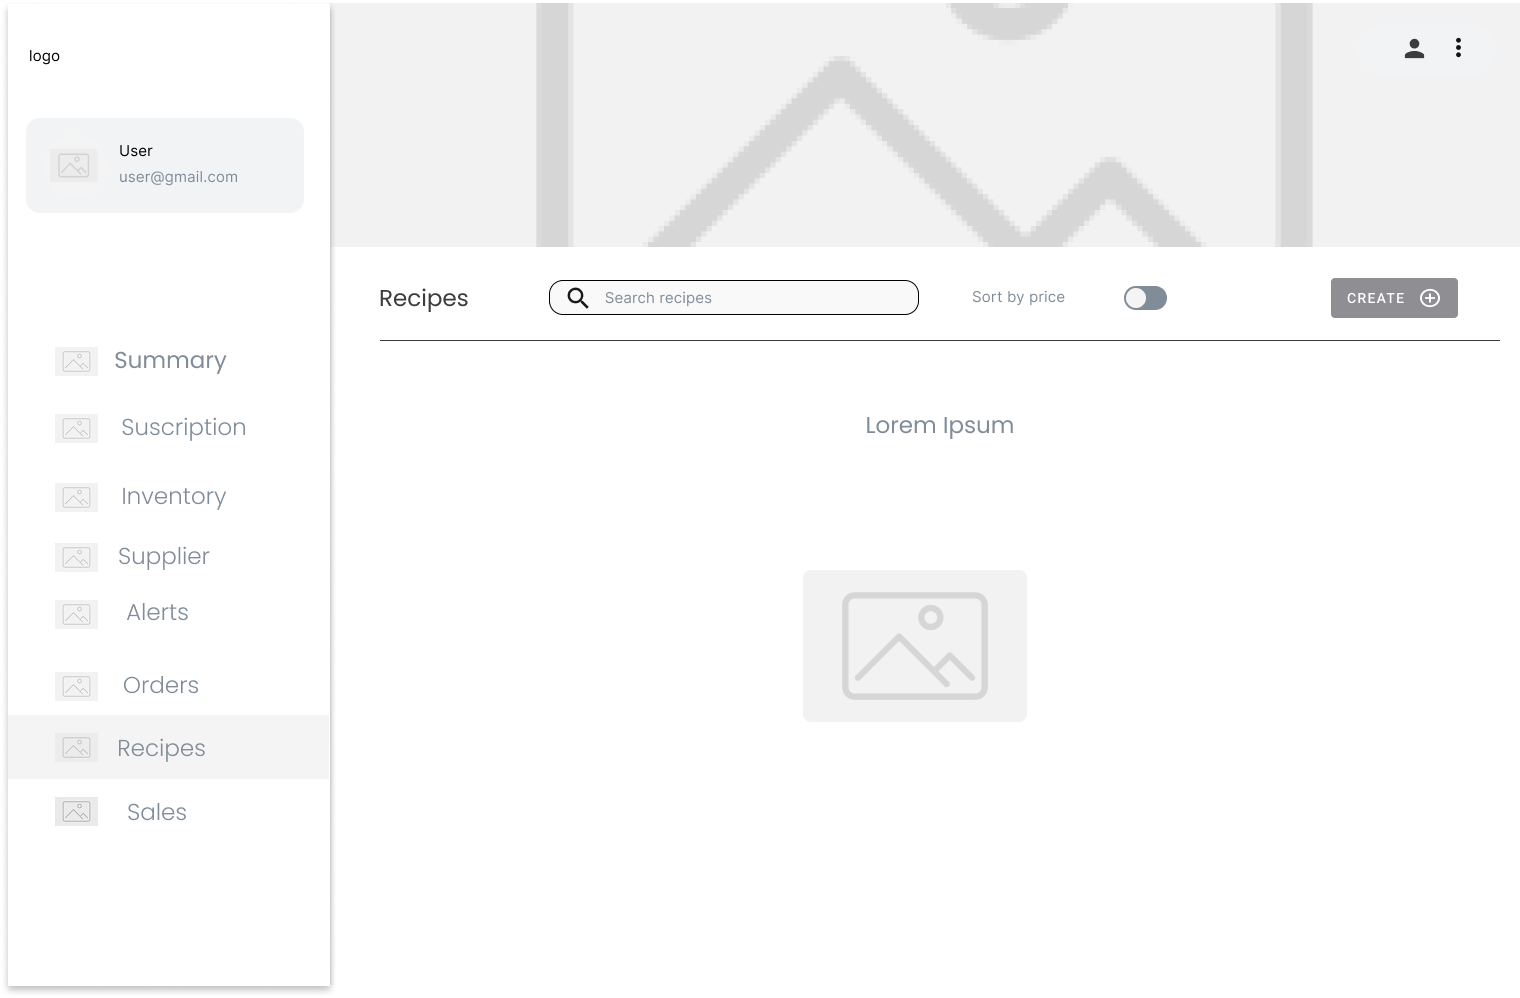 logo
User
user@gmail.com
Summary
Suscription
Inventory
Supplier
Alerts
Orders
Recipes
Sales
Recipes
Search recipes
Sort by price
CREATE
Lorem Ipsum